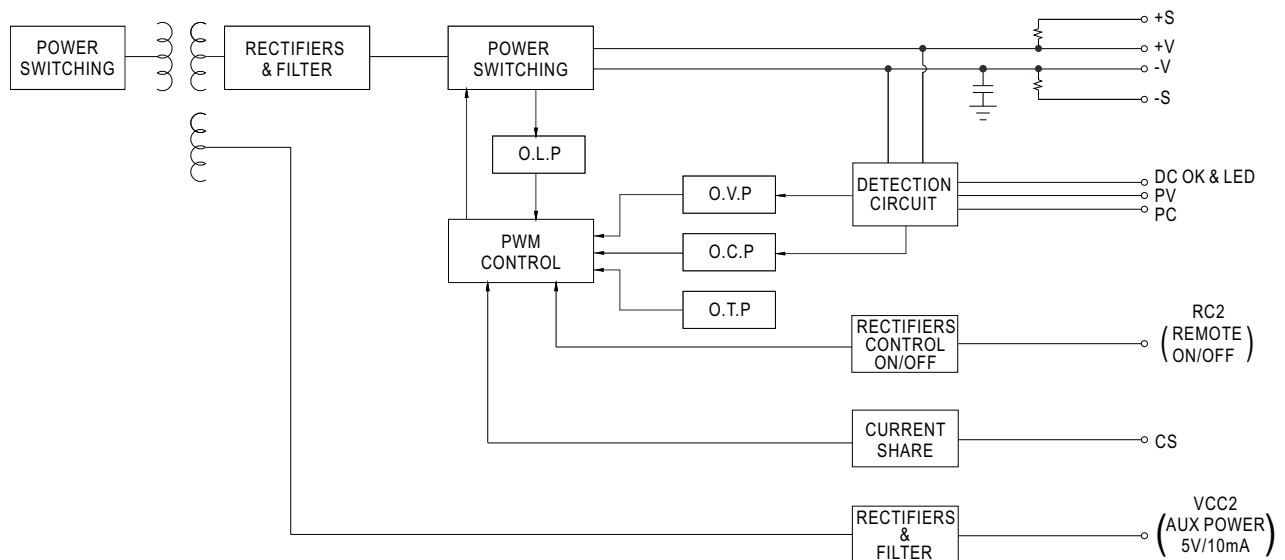 POWER
SWITCHING
RECTIFIERS
& FILTER
POWER
SWITCHING
+S
+V
-V
-S
O.L.P
O.V.P
DETECTION
CIRCUIT
DC OK & LED
PV
PC
PWM
CONTROL
O.C.P
O.T.P
RECTIFIERS
CONTROL
ON/OFF
RC2
(REMOTE
ON/OFF)
CURRENT
SHARE
CS
RECTIFIERS
&
FILTER
VCC2
(AUX POWER
5V/10mA)